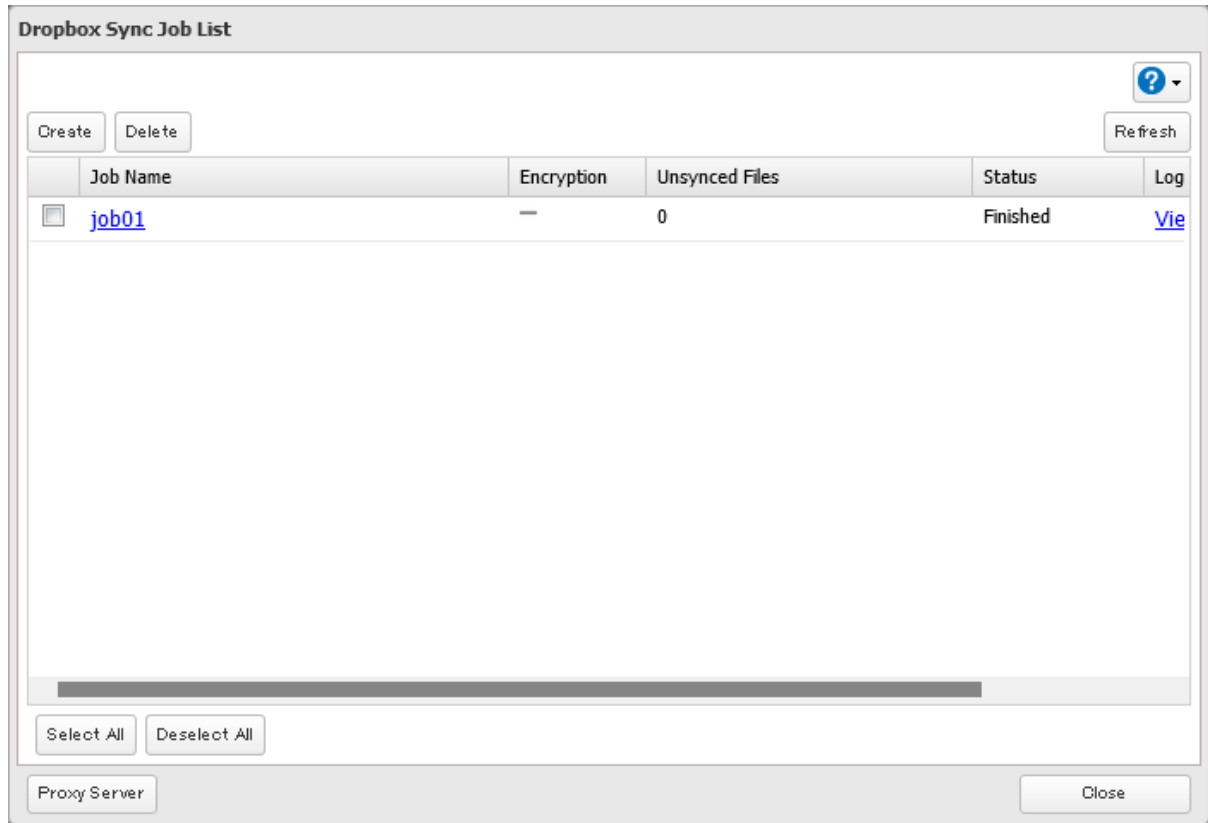 Dropbox Sync Job List
?
Create Delete Refresh
Job Name Encryption Unsynced Files Status Log
job01 — 0 Finished Vie
Select All Deselect All
Proxy Server Close